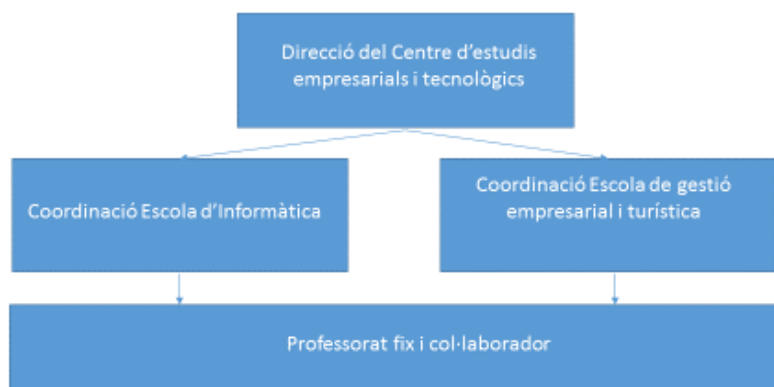 Direcció del Centre d'estudis
empresarials i tecnològics
Coordinació Escola d'Informàtica
Coordinació Escola de gestió
empresarial i turística
Professorat fix i col·laborador